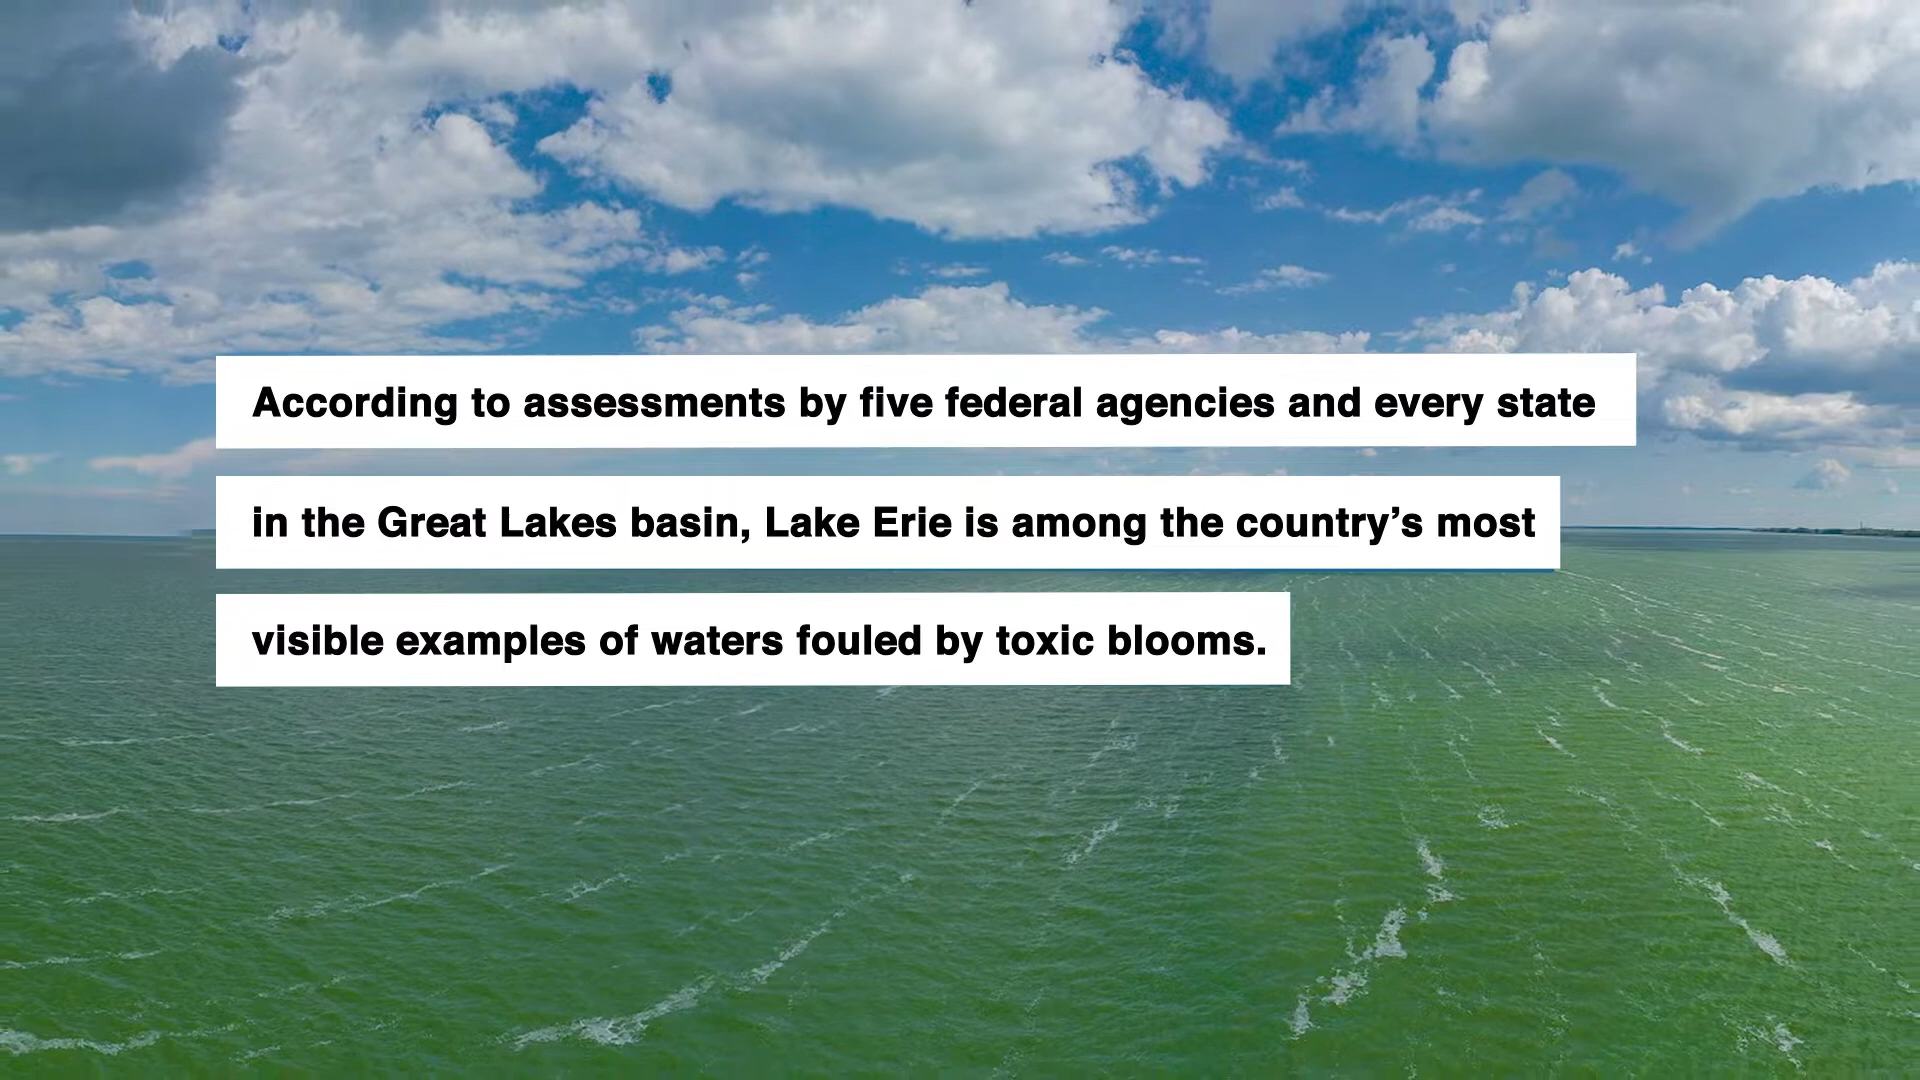 According to assessments by five federal agencies and every state
in the Great Lakes basin, Lake Erie is among the country’s most
visible examples of waters fouled by toxic blooms.